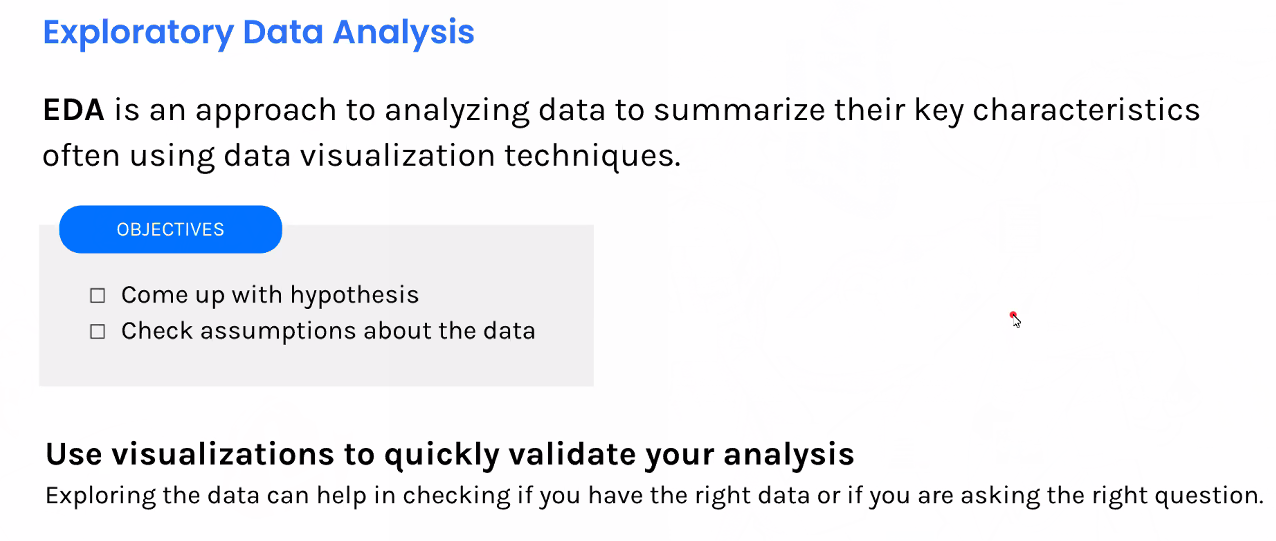 Exploratory Data Analysis
EDA is an approach to analyzing data to summarize their key characteristics
often using data visualization techniques.
OBJECTIVES
☐ Come up with hypothesis
☐ Check assumptions about the data
Use visualizations to quickly validate your analysis
Exploring the data can help in checking if you have the right data or if you are asking the right question.